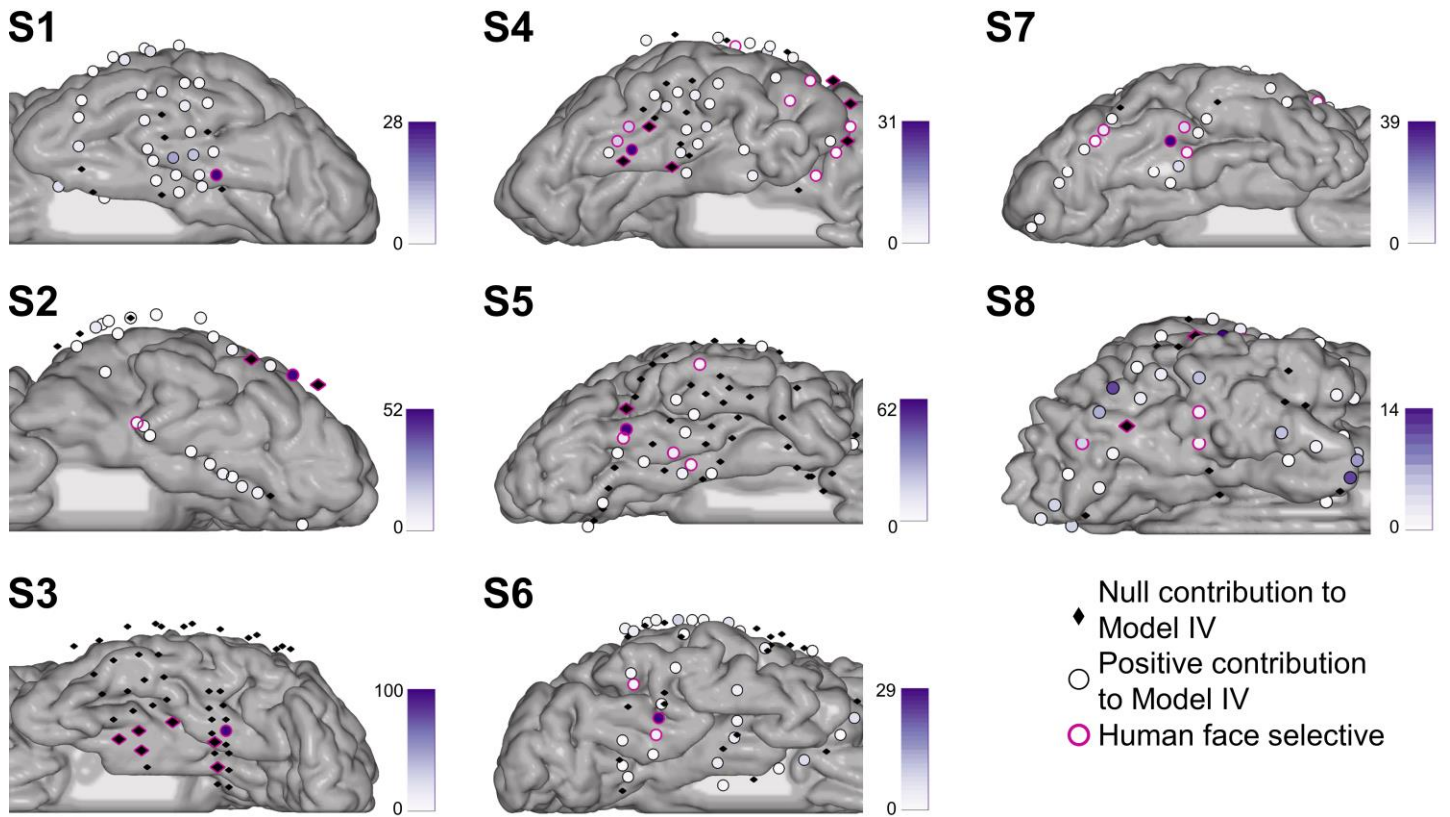 S1
28
0
S4
31
0
S7
39
0
S2
52
0
S5
62
0
S8
14
0
S3
100
0
S6
29
0
Null contribution to
Model IV
Positive contribution
to Model IV
Human face selective